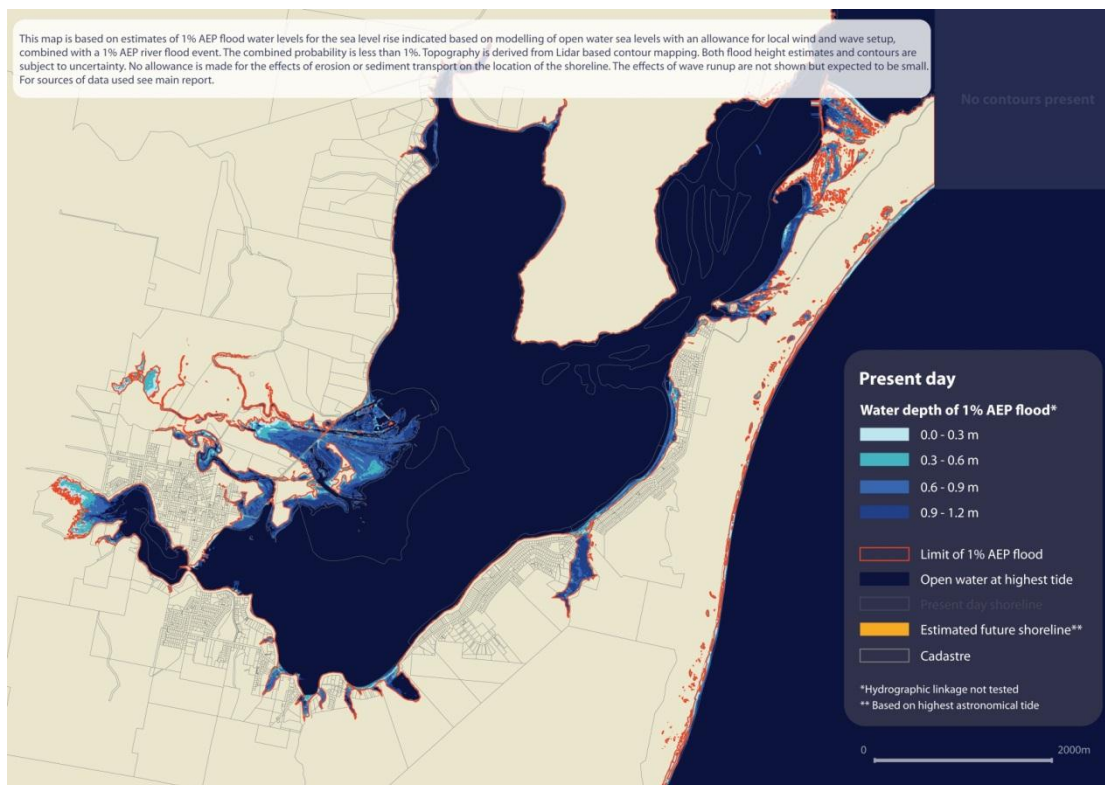 This map is based on estimates of 1% AEP flood water levels for the sea level rise indicated based on modelling of open water sea levels with an allowance for local wind and wave setup,
combined with a 1% AEP river flood event. The combined probability is less than 1%. Topography is derived from Lidar based contour mapping. Both flood height estimates and contours are
subject to uncertainty. No allowance is made for the effects of erosion or sediment transport on the location of the shoreline. The effects of wave runup are not shown but expected to be small.
For sources of data used see main report.
No contours present
Present day
Water depth of 1% AEP flood*
0.0 - 0.3 m
0.3 - 0.6 m
0.6 - 0.9 m
0.9 - 1.2 m
Limit of 1% AEP flood
Open water at highest tide
Present day shoreline
Estimated future shoreline**
Cadastre
*Hydrographic linkage not tested
** Based on highest astronomical tide
0 2000m